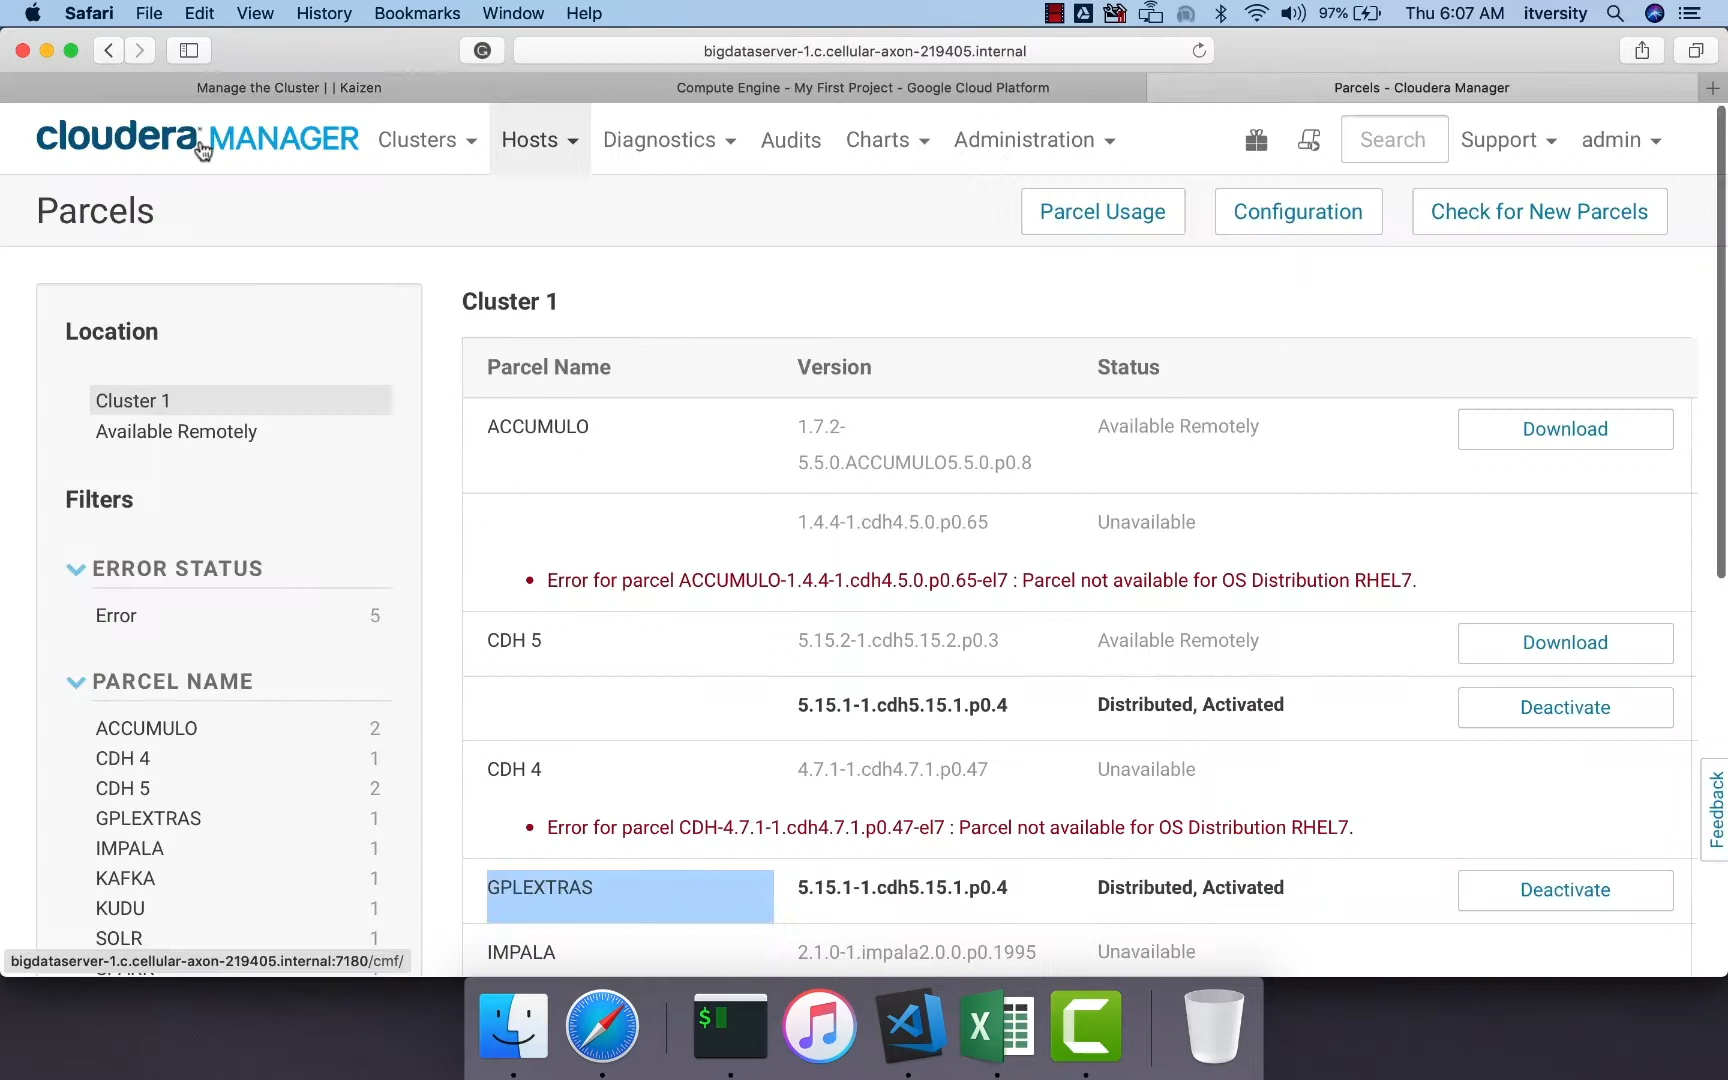 Safari File Edit View History Bookmarks Window Help 97% Thu 6:07 AM itversity
bigdataserver-1.c.cellular-axon-219405.internal
Manage the Cluster | | Kaizen
Compute Engine - My First Project - Google Cloud Platform
Parcels - Cloudera Manager
cloudera MANAGER Clusters Hosts Diagnostics Audits Charts Administration Search Support admin
Parcels
Parcel Usage
Configuration
Check for New Parcels
Location
Cluster 1
Available Remotely
Filters
ERROR STATUS
Error 5
PARCEL NAME
ACCUMULO 2
CDH 4 1
CDH 5 2
GPLEXTRAS 1
IMPALA 1
KAFKA 1
KUDU 1
SOLR 1
bigdataserver-1.c.cellular-axon-219405.internal:7180/cmf/
Cluster 1
Parcel Name Version Status
ACCUMULO 1.7.2- Available Remotely Download
5.5.0.ACCUMULO5.5.0.p0.8
1.4.4-1.cdh4.5.0.p0.65 Unavailable
• Error for parcel ACCUMULO-1.4.4-1.cdh4.5.0.p0.65-el7 : Parcel not available for OS Distribution RHEL7.
CDH 5 5.15.2-1.cdh5.15.2.p0.3 Available Remotely Download
5.15.1-1.cdh5.15.1.p0.4 Distributed, Activated Deactivate
CDH 4 4.7.1-1.cdh4.7.1.p0.47 Unavailable
• Error for parcel CDH-4.7.1-1.cdh4.7.1.p0.47-el7 : Parcel not available for OS Distribution RHEL7.
GPLEXTRAS 5.15.1-1.cdh5.15.1.p0.4 Distributed, Activated Deactivate
IMPALA 2.1.0-1.impala2.0.0.p0.1995 Unavailable
Feedback